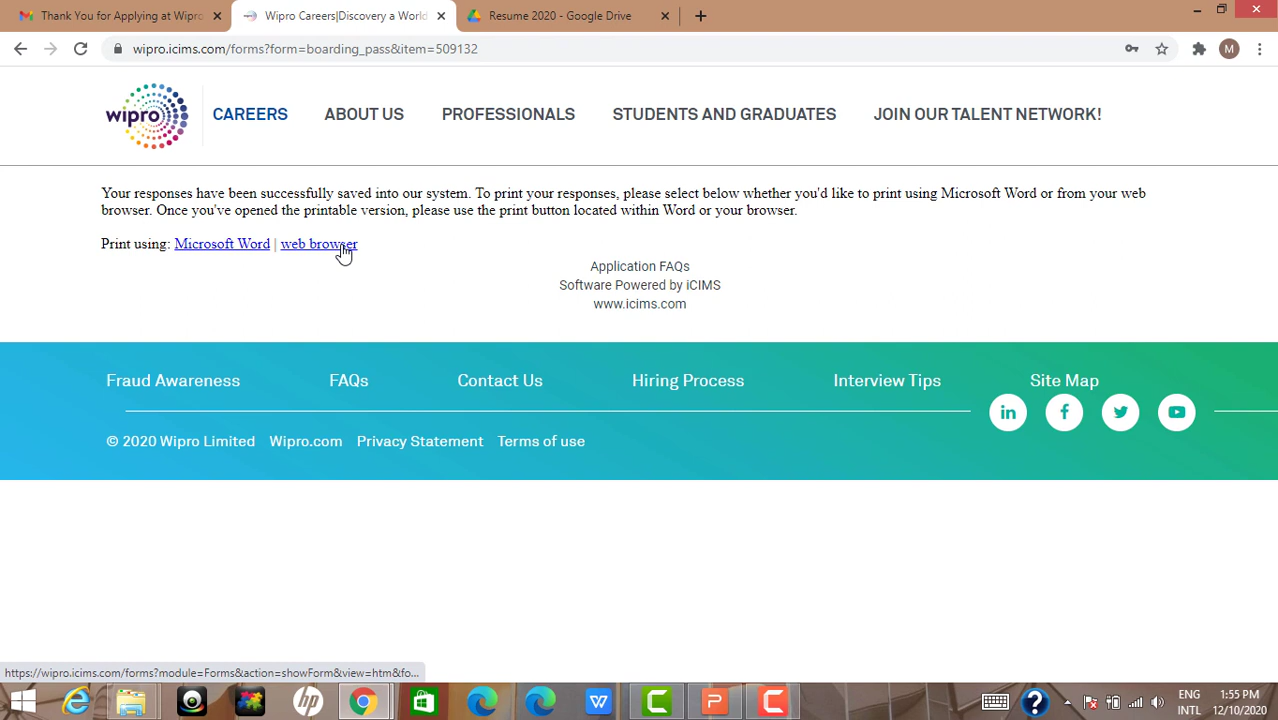 Thank You for Applying at Wipro
Wipro Careers|Discovery a World
Resume 2020 - Google Drive
wipro.icims.com/forms?form=boarding_pass&item=509132
M
wipro
CAREERS
ABOUT US
PROFESSIONALS
STUDENTS AND GRADUATES
JOIN OUR TALENT NETWORK!
Your responses have been successfully saved into our system. To print your responses, please select below whether you'd like to print using Microsoft Word or from your web
browser. Once you've opened the printable version, please use the print button located within Word or your browser.
Print using: Microsoft Word | web browser
Application FAQs
Software Powered by iCIMS
www.icims.com
Fraud Awareness
FAQs
Contact Us
Hiring Process
Interview Tips
Site Map
© 2020 Wipro Limited
Wipro.com
Privacy Statement
Terms of use
https://wipro.icims.com/forms?module=Forms&action=showForm&view=htm&fo...
ENG
INTL
1:55 PM
12/10/2020